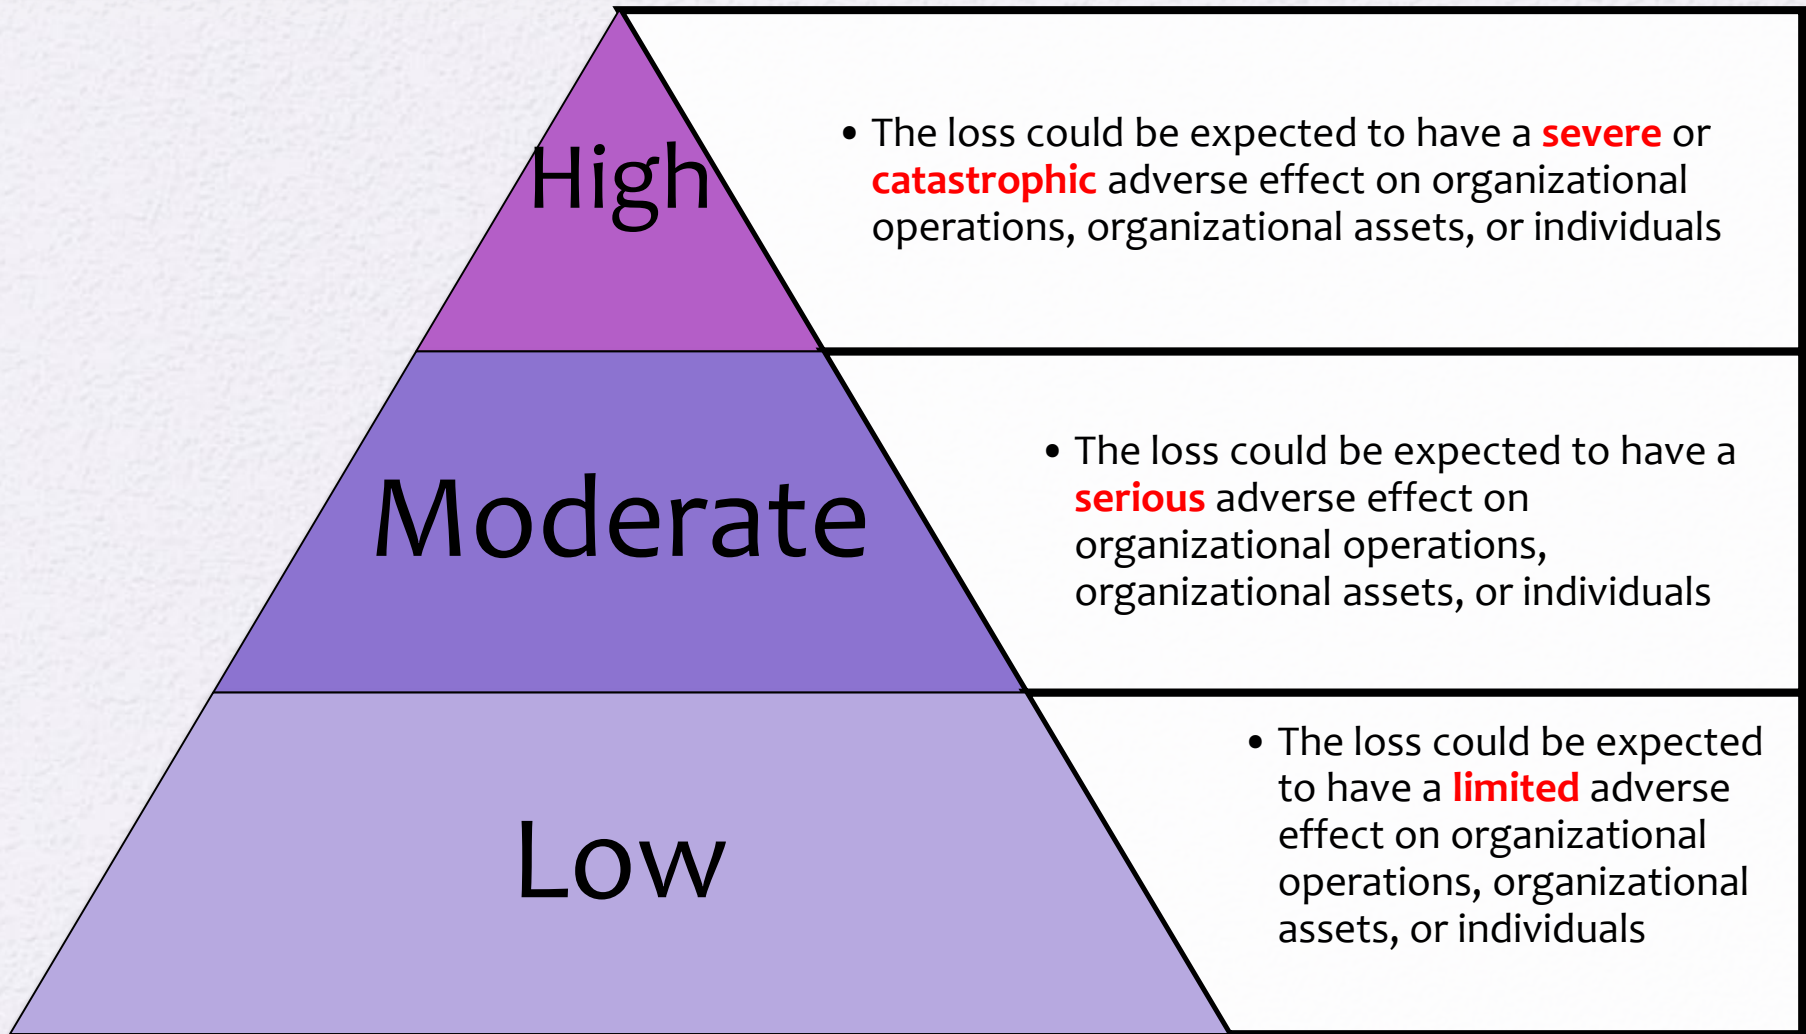 High
• The loss could be expected to have a severe or
catastrophic adverse effect on organizational
operations, organizational assets, or individuals
Moderate
• The loss could be expected to have a
serious adverse effect on
organizational operations,
organizational assets, or individuals
Low
• The loss could be expected
to have a limited adverse
effect on organizational
operations, organizational
assets, or individuals